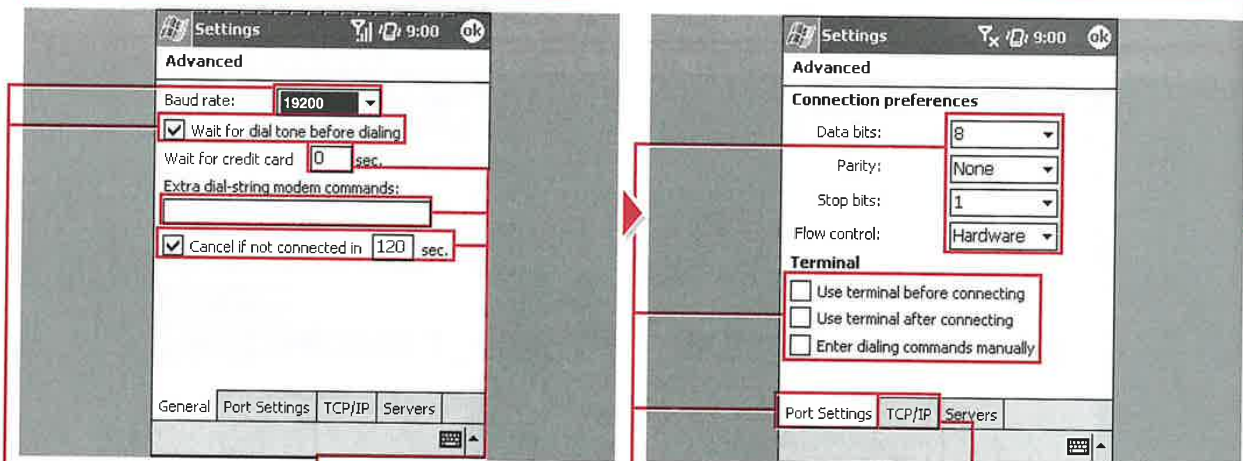 Settings 9:00 ok
Advanced
Baud rate: 19200
Wait for dial tone before dialing
Wait for credit card 0 sec.
Extra dial-string modem commands:
Cancel if not connected in 120 sec.
General Port Settings TCP/IP Servers
Settings 9:00 ok
Advanced
Connection preferences
Data bits: 8
Parity: None
Stop bits: 1
Flow control: Hardware
Terminal
Use terminal before connecting
Use terminal after connecting
Enter dialing commands manually
Port Settings TCP/IP Servers